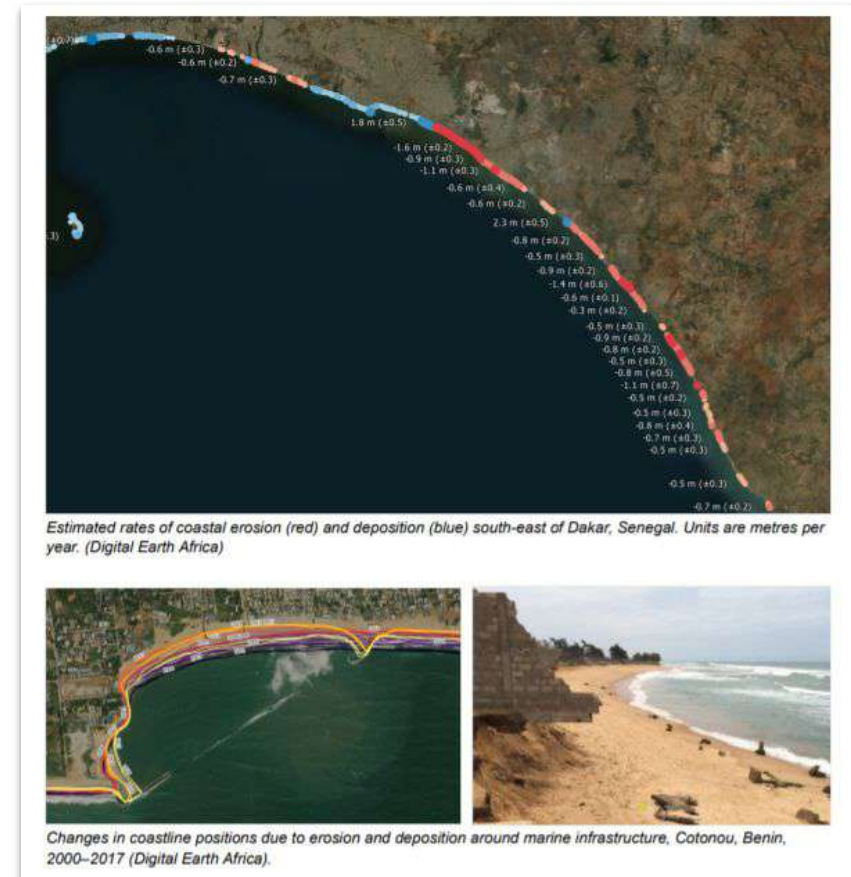 -0.6 m (±0.3)
-0.6 m (±0.2)
-0.7 m (±0.3)
1.8 m (±0.5)
-1.6 m (±0.2)
-0.9 m (±0.3)
-1.1 m (±0.3)
-0.6 m (±0.4)
-0.6 m (±0.2)
2.3 m (±0.5)
-0.8 m (±0.2)
-0.5 m (±0.3)
-0.9 m (±0.2)
-1.4 m (±0.6)
-0.6 m (±0.1)
-0.3 m (±0.2)
-0.5 m (±0.3)
-0.9 m (±0.2)
-0.8 m (±0.2)
-0.5 m (±0.3)
-0.8 m (±0.5)
-1.1 m (±0.7)
-0.5 m (±0.2)
-0.5 m (±0.3)
-0.8 m (±0.4)
-0.7 m (±0.3)
-0.5 m (±0.3)
-0.5 m (±0.3)
-0.7 m (±0.2)
Estimated rates of coastal erosion (red) and deposition (blue) south-east of Dakar, Senegal. Units are metres per
year. (Digital Earth Africa)
Changes in coastline positions due to erosion and deposition around marine infrastructure, Cotonou, Benin,
2000–2017 (Digital Earth Africa).